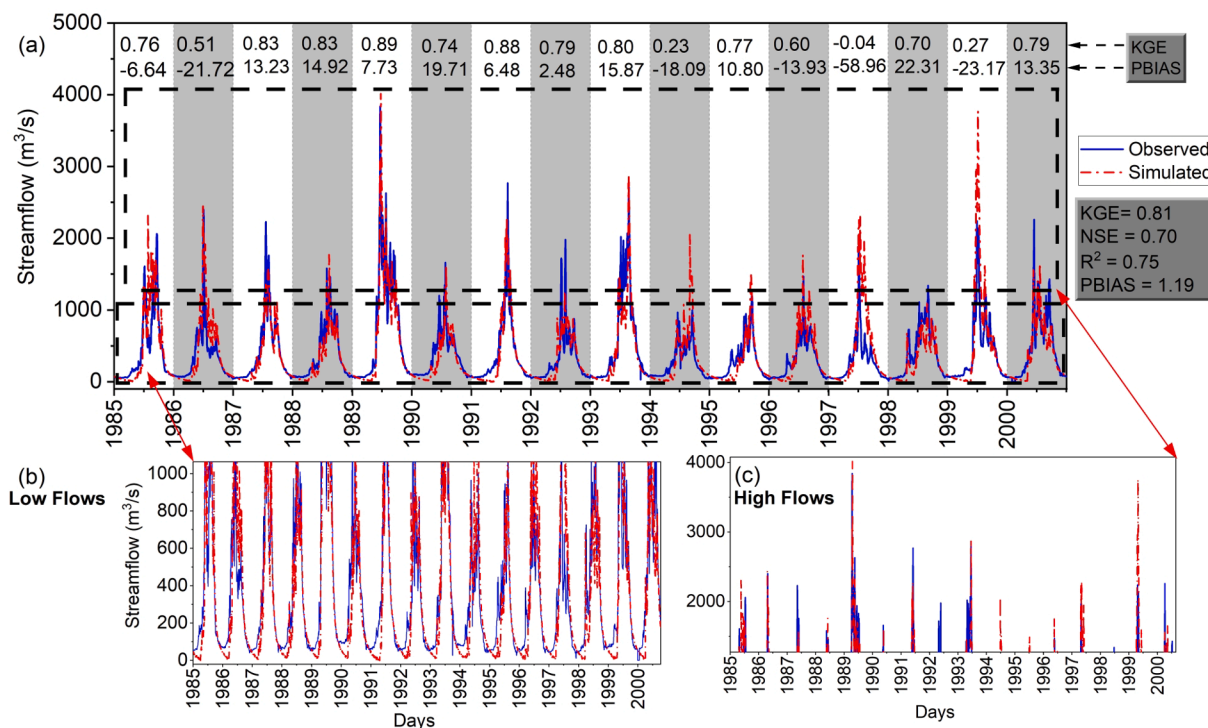 (a)
5000
4000
3000
2000
1000
0
Streamflow (m³/s)
0.76 0.51 0.83 0.83 0.89 0.74 0.88 0.79 0.80 0.23 0.77 0.60 -0.04 0.70 0.27 0.79
-6.64 -21.72 13.23 14.92 7.73 19.71 6.48 2.48 15.87 -18.09 10.80 -13.93 -58.96 22.31 -23.17 13.35
KGE
PBIAS
Observed
Simulated
KGE= 0.81
NSE = 0.70
R² = 0.75
PBIAS = 1.19
1985 1986 1987 1988 1989 1990 1991 1992 1993 1994 1995 1996 1997 1998 1999 2000
(b)
Low Flows
1000
800
600
400
200
0
Streamflow (m³/s)
1985 1986 1987 1988 1989 1990 1991 1992 1993 1994 1995 1996 1997 1998 1999 2000
Days
(c)
High Flows
4000
3000
2000
1985 1986 1987 1988 1989 1990 1991 1992 1993 1994 1995 1996 1997 1998 1999 2000
Days